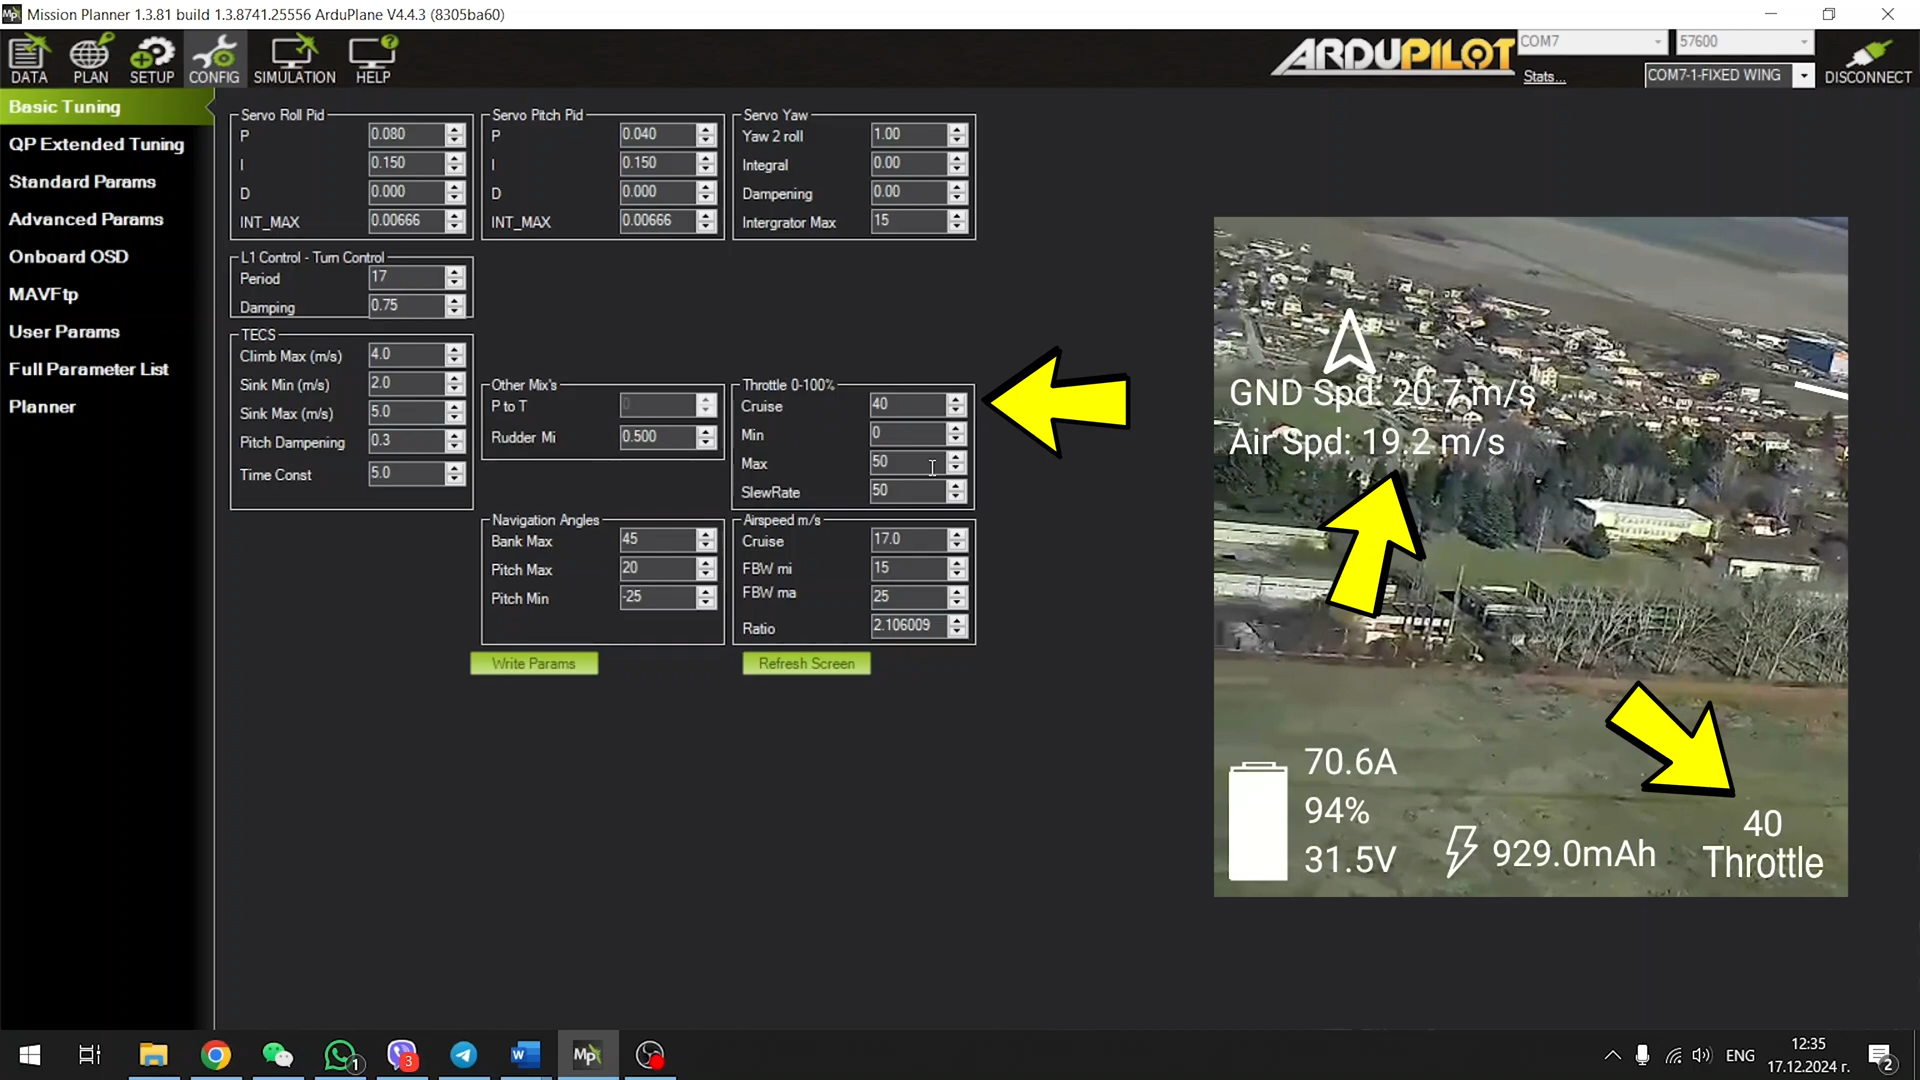 Mission Planner 1.3.81 build 1.3.8741.25556 ArduPlane V4.4.3 (8305ba60)
DATA PLAN SETUP CONFIG SIMULATION HELP
ARDUPILOT
COM7 57600
Stats... COM7-1-FIXED WING DISCONNECT
Basic Tuning
QP Extended Tuning
Standard Params
Advanced Params
Onboard OSD
MAVFtp
User Params
Full Parameter List
Planner
Servo Roll Pid
P 0.080
I 0.150
D 0.000
INT_MAX 0.00666
Servo Pitch Pid
P 0.040
I 0.150
D 0.000
INT_MAX 0.00666
Servo Yaw
Yaw 2 roll 1.00
Integral 0.00
Dampening 0.00
Intergrator Max 15
L1 Control - Turn Control
Period 17
Damping 0.75
TECS
Climb Max (m/s) 4.0
Sink Min (m/s) 2.0
Sink Max (m/s) 5.0
Pitch Dampening 0.3
Time Const 5.0
Other Mix's
P to T 0
Rudder Mi 0.500
Throttle 0-100%
Cruise 40
Min 0
Max 50
SlewRate 50
Navigation Angles
Bank Max 45
Pitch Max 20
Pitch Min -25
Airspeed m/s
Cruise 17.0
FBW mi 15
FBW ma 25
Ratio 2.106009
Write Params Refresh Screen
GND Spd: 20.7 m/s
Air Spd: 19.2 m/s
70.6A
94%
31.5V
929.0mAh
40
Throttle
Mp
1
3
ENG
12:35
17.12.2024 г.
2